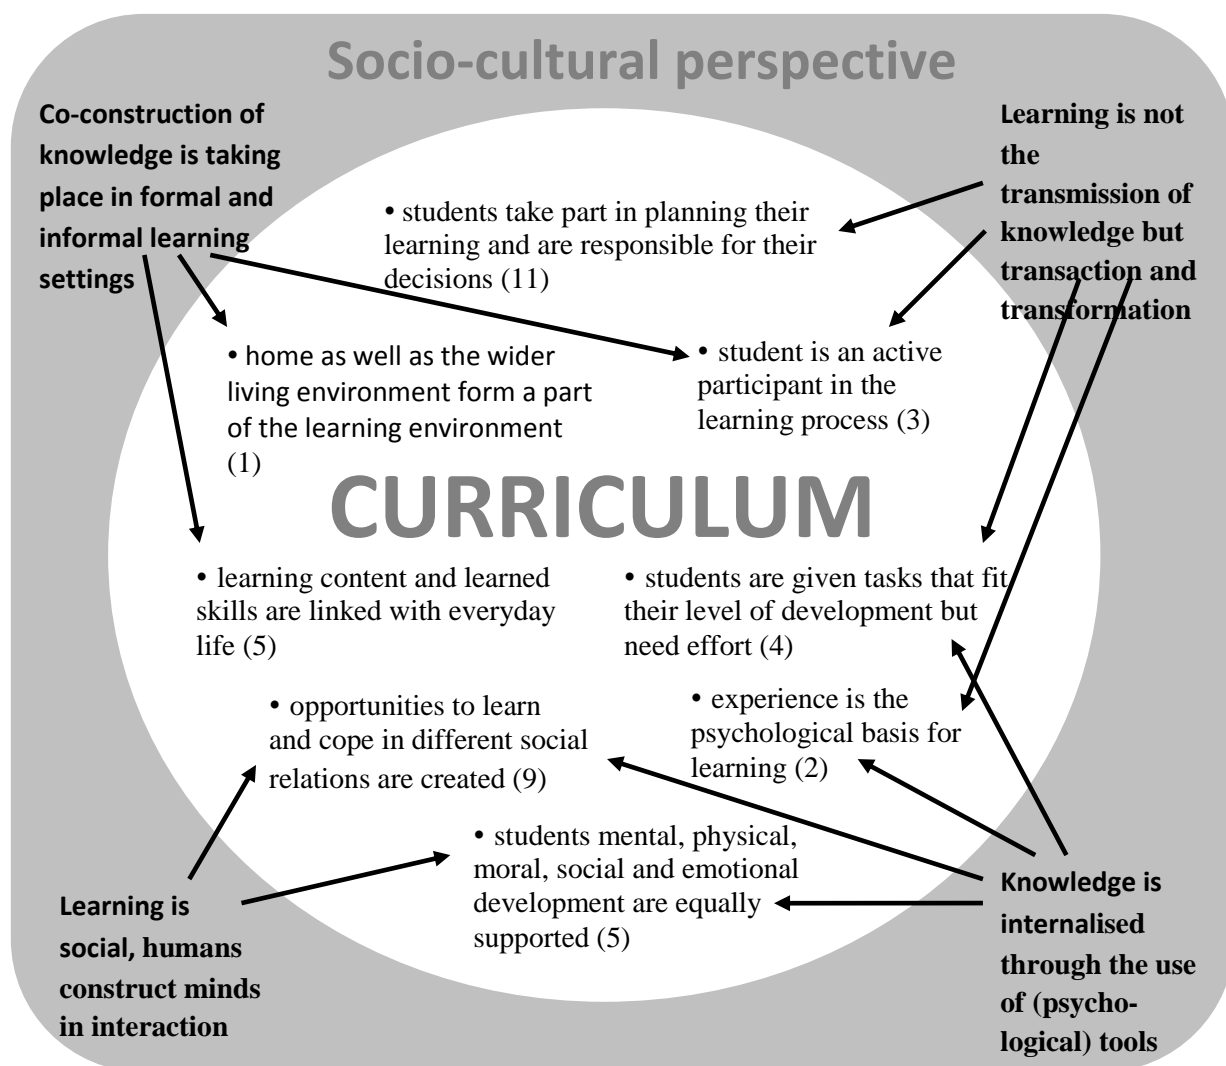 Socio-cultural perspective
Co-construction of
knowledge is taking
place in formal and
informal learning
settings
Learning is not
the
transmission of
knowledge but
transaction and
transformation
• students take part in planning their
learning and are responsible for their
decisions (11)
• home as well as the wider
living environment form a part
of the learning environment
(1)
• student is an active
participant in the
learning process (3)
CURRICULUM
• learning content and learned
skills are linked with everyday
life (5)
• students are given tasks that fit
their level of development but
need effort (4)
• opportunities to learn
and cope in different social
relations are created (9)
• experience is the
psychological basis for
learning (2)
• students mental, physical,
moral, social and emotional
development are equally
supported (5)
Learning is
social, humans
construct minds
in interaction
Knowledge is
internalised
through the use
of (psycho-
logical) tools